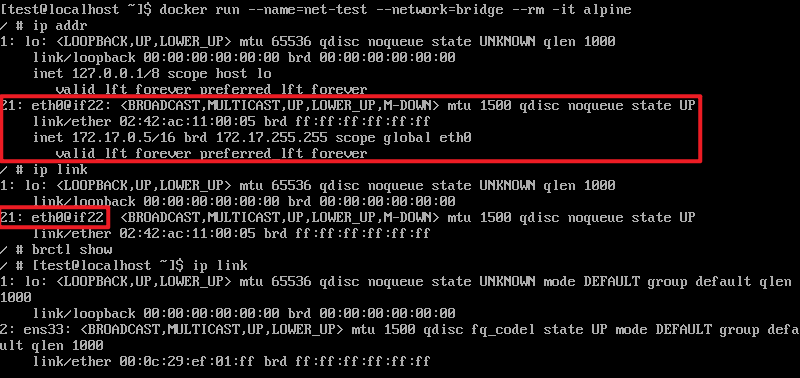 [test@localhost ~]$ docker run --name=net-test --network=bridge --rm -it alpine
/ # ip addr
1: lo: <LOOPBACK,UP,LOWER_UP> mtu 65536 qdisc noqueue state UNKNOWN qlen 1000
link/loopback 00:00:00:00:00:00 brd 00:00:00:00:00:00
inet 127.0.0.1/8 scope host lo
valid_lft forever preferred_lft forever
21: eth0@if22: <BROADCAST,MULTICAST,UP,LOWER_UP,M-DOWN> mtu 1500 qdisc noqueue state UP
link/ether 02:42:ac:11:00:05 brd ff:ff:ff:ff:ff:ff
inet 172.17.0.5/16 brd 172.17.255.255 scope global eth0
valid_lft forever preferred_lft forever
/ # ip link
1: lo: <LOOPBACK,UP,LOWER_UP> mtu 65536 qdisc noqueue state UNKNOWN qlen 1000
link/loopback 00:00:00:00:00:00 brd 00:00:00:00:00:00
21: eth0@if22: <BROADCAST,MULTICAST,UP,LOWER_UP,M-DOWN> mtu 1500 qdisc noqueue state UP
link/ether 02:42:ac:11:00:05 brd ff:ff:ff:ff:ff:ff
/ # brctl show
/ # [test@localhost ~]$ ip link
1: lo: <LOOPBACK,UP,LOWER_UP> mtu 65536 qdisc noqueue state UNKNOWN mode DEFAULT group default qlen
1000
link/loopback 00:00:00:00:00:00 brd 00:00:00:00:00:00
2: ens33: <BROADCAST,MULTICAST,UP,LOWER_UP> mtu 1500 qdisc fq_codel state UP mode DEFAULT group defa
ult qlen 1000
link/ether 00:0c:29:ef:01:ff brd ff:ff:ff:ff:ff:ff